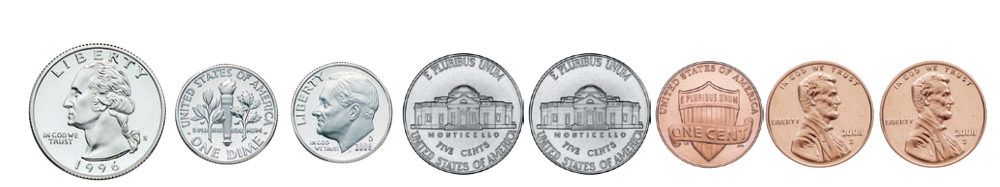 LIBERTY
IN GOD WE
TRUST
S
1996
UNITED STATES OF AMERICA
E PLURIBUS UNUM
ONE DIME
LIBERTY
IN GOD
WE TRUST
D
2006
E PLURIBUS UNUM
MONTICELLO
FIVE CENTS
UNITED STATES OF AMERICA
E PLURIBUS UNUM
MONTICELLO
FIVE CENTS
UNITED STATES OF AMERICA
UNITED STATES OF AMERICA
E PLURIBUS UNUM
ONE CENT
IN GOD WE TRUST
LIBERTY
2008
S
IN GOD WE TRUST
LIBERTY
2008
S